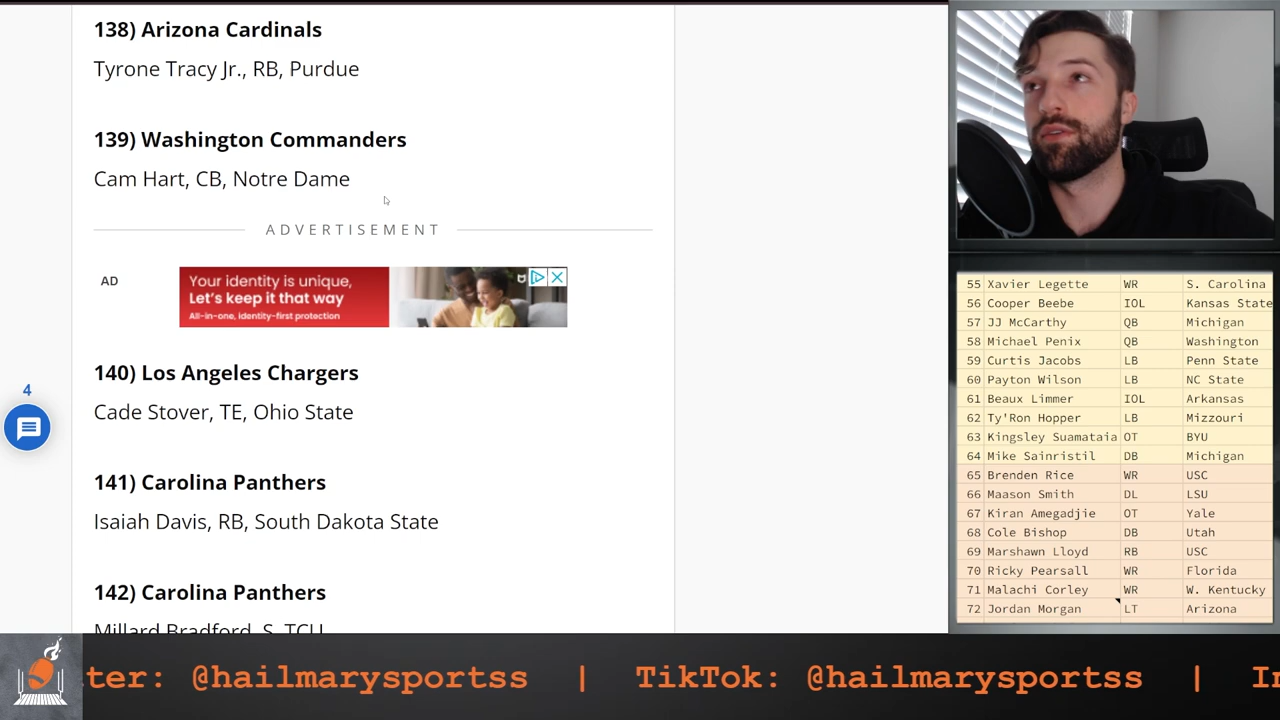 138) Arizona Cardinals
Tyrone Tracy Jr., RB, Purdue
139) Washington Commanders
Cam Hart, CB, Notre Dame
ADVERTISEMENT
AD
Your identity is unique,
Let's keep it that way
All-in-one, identity-first protection
140) Los Angeles Chargers
Cade Stover, TE, Ohio State
4
141) Carolina Panthers
Isaiah Davis, RB, South Dakota State
142) Carolina Panthers
Millard Bradford, S, TCU
55 Xavier Legette WR S. Carolina
56 Cooper Beebe IOL Kansas State
57 JJ McCarthy QB Michigan
58 Michael Penix QB Washington
59 Curtis Jacobs LB Penn State
60 Payton Wilson LB NC State
61 Beaux Limmer IOL Arkansas
62 Ty'Ron Hopper LB Mizzouri
63 Kingsley Suamataia OT BYU
64 Mike Sainristil DB Michigan
65 Brenden Rice WR USC
66 Maason Smith DL LSU
67 Kiran Amegadjie OT Yale
68 Cole Bishop DB Utah
69 Marshawn Lloyd RB USC
70 Ricky Pearsall WR Florida
71 Malachi Corley WR W. Kentucky
72 Jordan Morgan LT Arizona
ter: @hailmarysportss | TikTok: @hailmarysportss | In